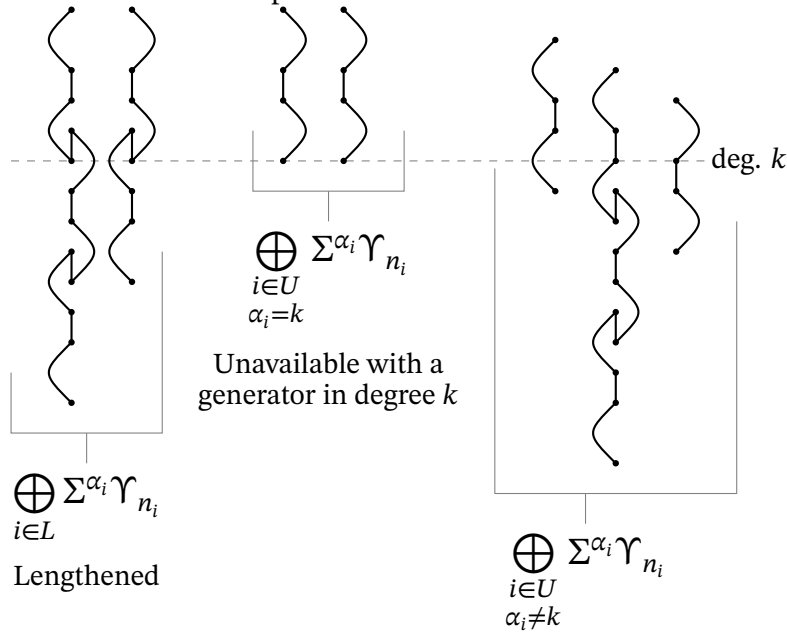 deg. k
⨁ Σ^{α_i}ϒ_{n_i}
i∈U
α_i=k
Unavailable with a
generator in degree k
⨁ Σ^{α_i}ϒ_{n_i}
i∈L
Lengthened
⨁ Σ^{α_i}ϒ_{n_i}
i∈U
α_i≠k